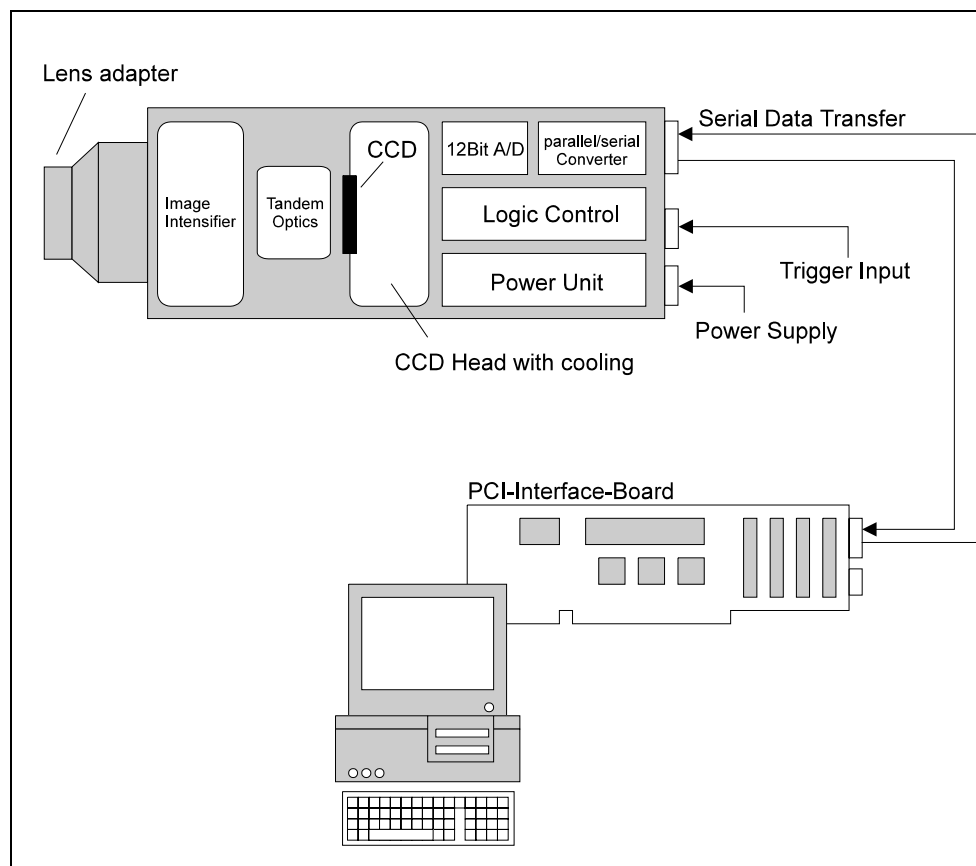 Lens adapter
Serial Data Transfer
CCD
12Bit A/D
parallel/serial
Converter
Image
Intensifier
Tandem
Optics
Logic Control
Trigger Input
Power Unit
Power Supply
CCD Head with cooling
PCI-Interface-Board